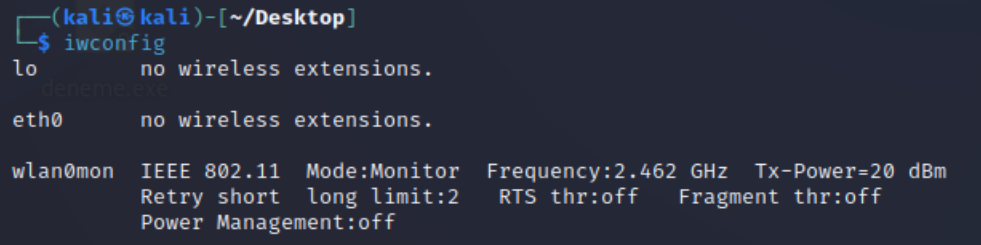 ┌──(kali㉿kali)-[~/Desktop]
└─$ iwconfig
lo        no wireless extensions.
deneme.exe
eth0      no wireless extensions.
wlan0mon  IEEE 802.11  Mode:Monitor  Frequency:2.462 GHz  Tx-Power=20 dBm
          Retry short  long limit:2   RTS thr:off   Fragment thr:off
          Power Management:off